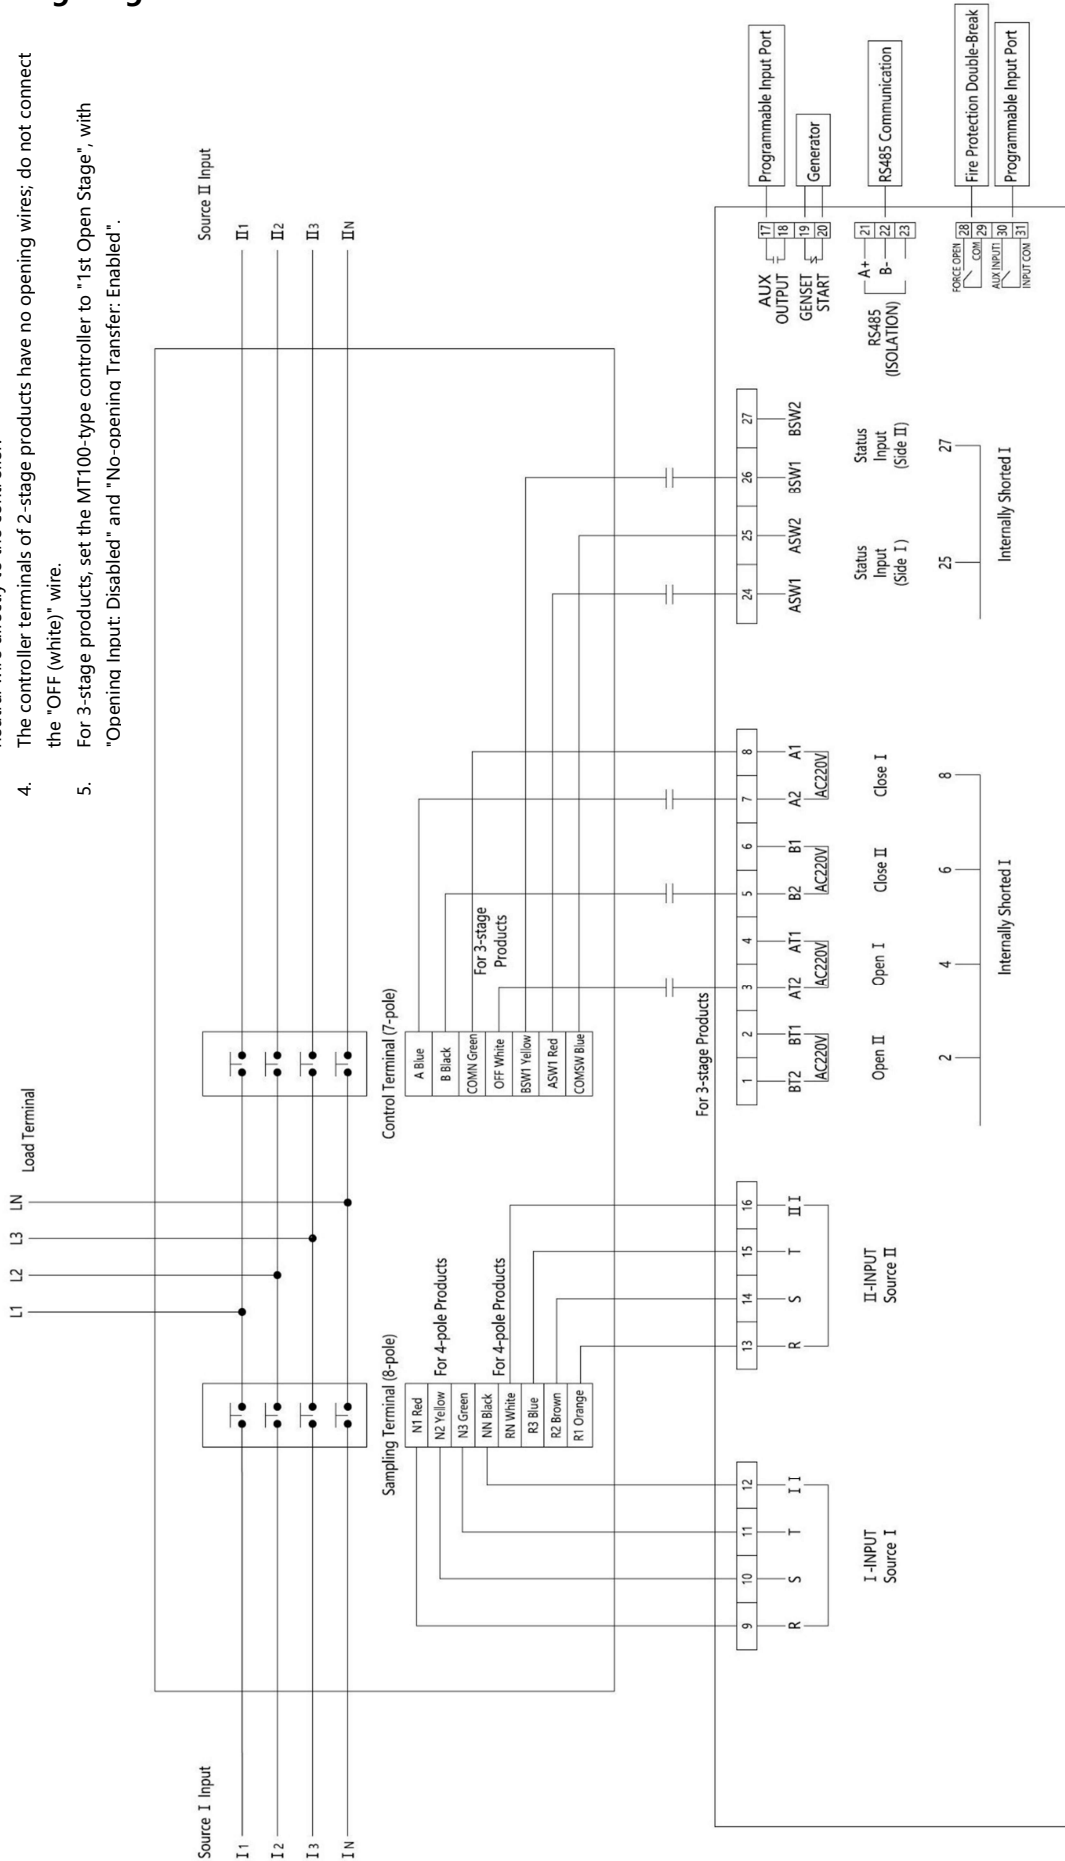 4. The controller terminals of 2-stage products have no opening wires; do not connect
the "OFF (white)" wire.
5. For 3-stage products, set the MT100-type controller to "1st Open Stage", with
"Opening Input: Disabled" and "No-opening Transfer: Enabled".
Load Terminal
L1 L2 L3 LN
Source I Input
I1
I2
I3
IN
Source II Input
II1
II2
II3
IIN
Sampling Terminal (8-pole)
N1 Red
N2 Yellow
N3 Green
NN Black
RN White
R3 Blue
R2 Brown
R1 Orange
For 4-pole Products
For 4-pole Products
Control Terminal (7-pole)
A Blue
B Black
COMN Green
OFF White
BSW1 Yellow
ASW1 Red
COMSW Blue
For 3-stage
Products
For 3-stage Products
9 10 11 12
R S T II
I-INPUT
Source I
13 14 15 16
R S T III
II-INPUT
Source II
1 2 3 4 5 6 7 8
BT2 BT1 AT2 AT1 B2 B1 A2 A1
AC220V AC220V AC220V AC220V
Open II Open I Close II Close I
2 4 6 8
Internally Shorted I
24 25 26 27
ASW1 ASW2 BSW1 BSW2
Status
Input
(Side I)
Status
Input
(Side II)
25 27
Internally Shorted I
AUX
OUTPUT
17
18
Programmable Input Port
GENSET
START
19
20
Generator
RS485
(ISOLATION)
A+
B-
21
22
23
RS485 Communication
FORCE OPEN
COM
28
29
Fire Protection Double-Break
AUX INPUT1
INPUT COM
30
31
Programmable Input Port